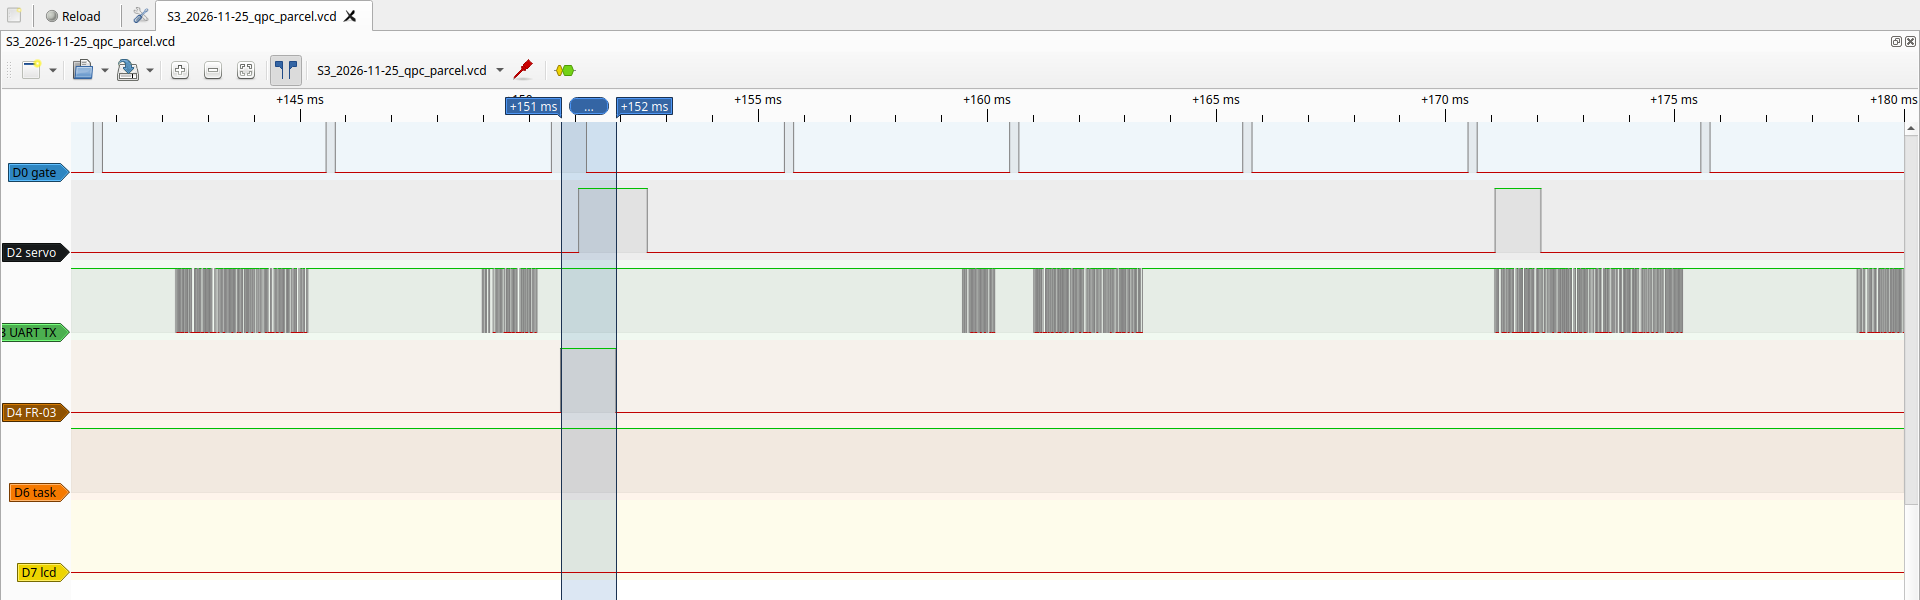 Reload
S3_2026-11-25_qpc_parcel.vcd
S3_2026-11-25_qpc_parcel.vcd
S3_2026-11-25_qpc_parcel.vcd
+145 ms +155 ms +160 ms +165 ms +170 ms +175 ms +180 ms
+151 ms ... +152 ms
D0 gate
D2 servo
3 UART TX
D4 FR-03
D6 task
D7 lcd